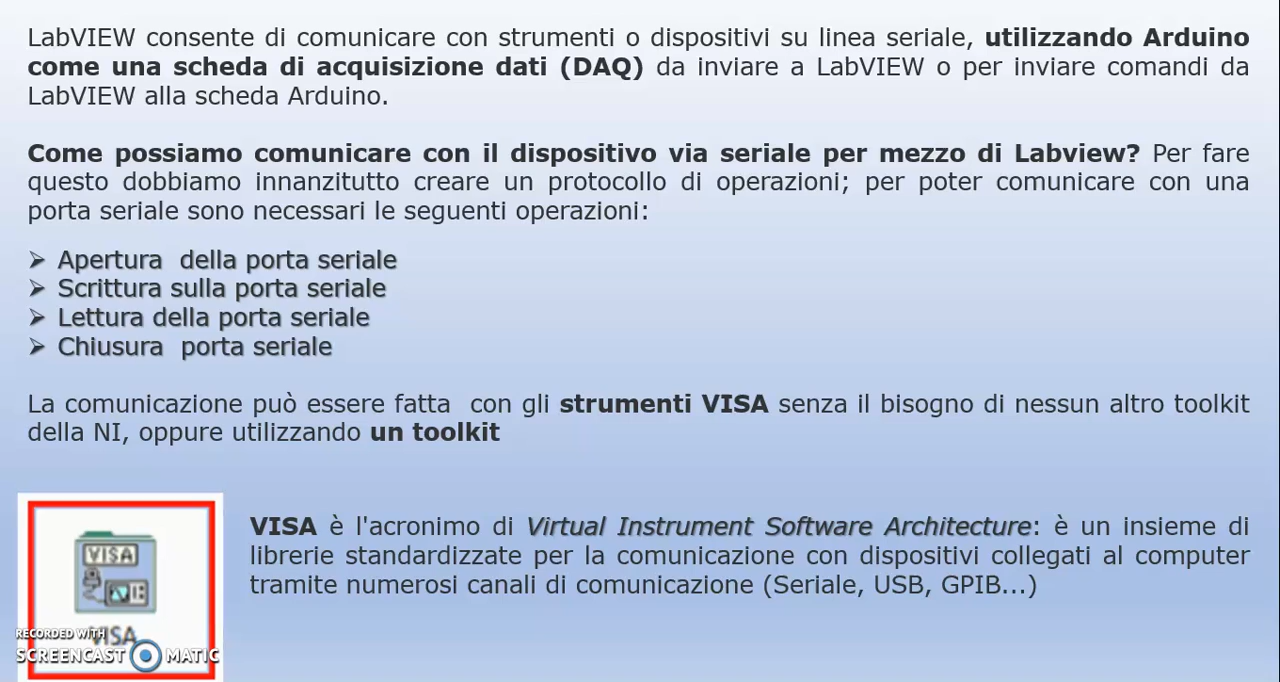 LabVIEW consente di comunicare con strumenti o dispositivi su linea seriale, utilizzando Arduino
come una scheda di acquisizione dati (DAQ) da inviare a LabVIEW o per inviare comandi da
LabVIEW alla scheda Arduino.
Come possiamo comunicare con il dispositivo via seriale per mezzo di Labview? Per fare
questo dobbiamo innanzitutto creare un protocollo di operazioni; per poter comunicare con una
porta seriale sono necessari le seguenti operazioni:
➢ Apertura della porta seriale
➢ Scrittura sulla porta seriale
➢ Lettura della porta seriale
➢ Chiusura porta seriale
La comunicazione può essere fatta con gli strumenti VISA senza il bisogno di nessun altro toolkit
della NI, oppure utilizzando un toolkit
VISA
VISA è l'acronimo di Virtual Instrument Software Architecture: è un insieme di
librerie standardizzate per la comunicazione con dispositivi collegati al computer
tramite numerosi canali di comunicazione (Seriale, USB, GPIB...)
VISA
RECORDED WITH
SCREENCAST MATIC